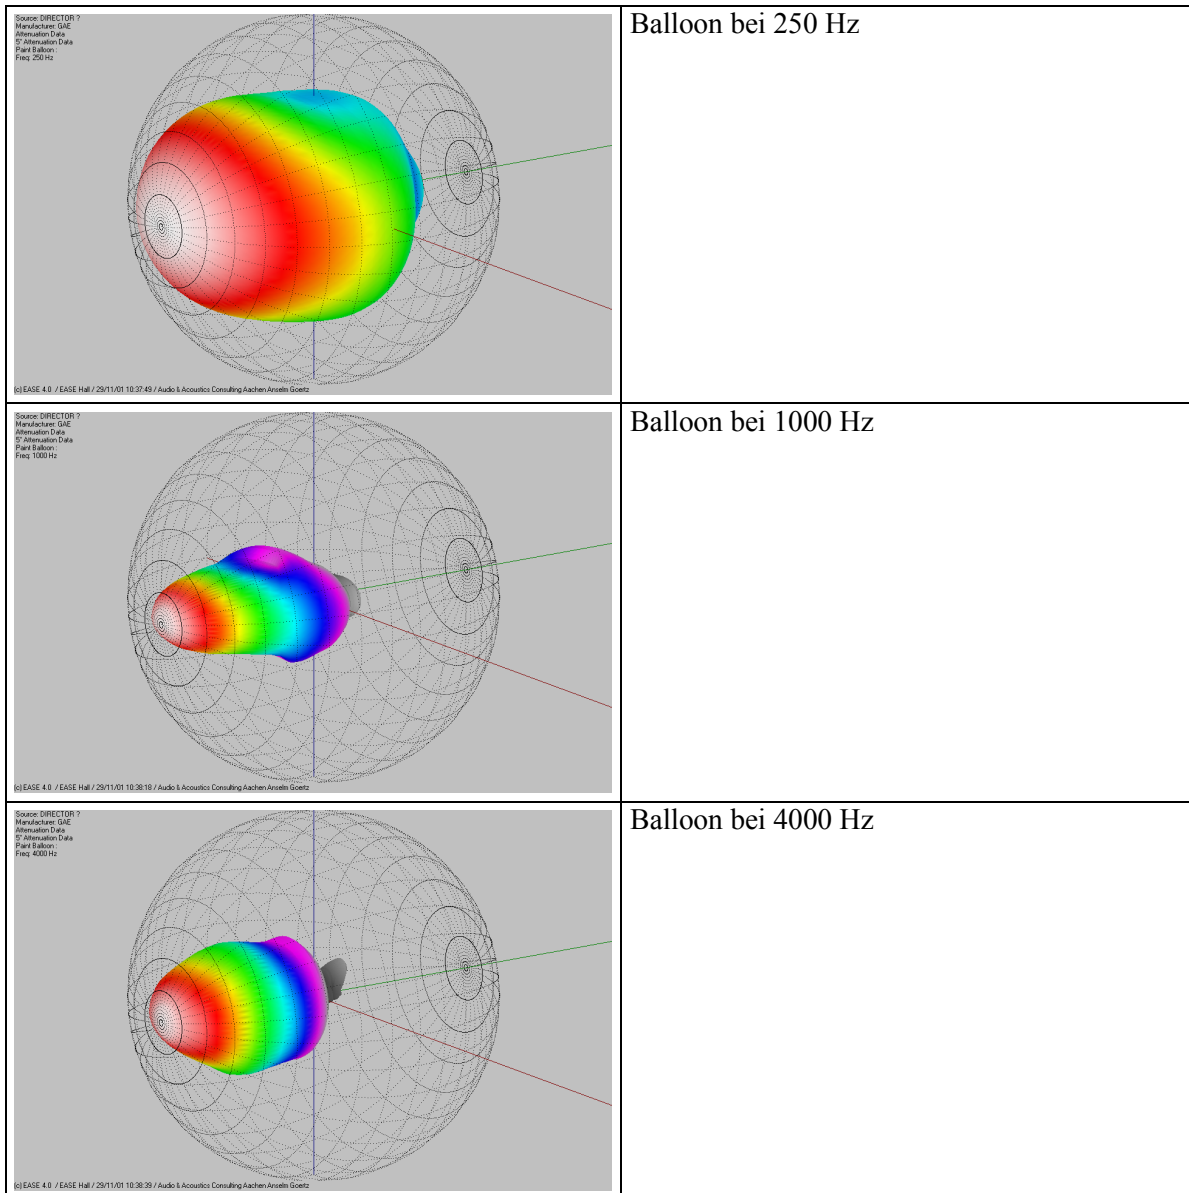 Source: DIRECTOR ?
Manufacturer: GAE
Attenuation Data
5° Attenuation Data
Paint Balloon :
Freq: 250 Hz
(c) EASE 4.0 / EASE Hall / 29/11/01 10:37:49 / Audio & Acoustics Consulting Aachen Anselm Goertz
Balloon bei 250 Hz
Source: DIRECTOR ?
Manufacturer: GAE
Attenuation Data
5° Attenuation Data
Paint Balloon :
Freq: 1000 Hz
(c) EASE 4.0 / EASE Hall / 29/11/01 10:38:18 / Audio & Acoustics Consulting Aachen Anselm Goertz
Balloon bei 1000 Hz
Source: DIRECTOR ?
Manufacturer: GAE
Attenuation Data
5° Attenuation Data
Paint Balloon :
Freq: 4000 Hz
(c) EASE 4.0 / EASE Hall / 29/11/01 10:38:39 / Audio & Acoustics Consulting Aachen Anselm Goertz
Balloon bei 4000 Hz